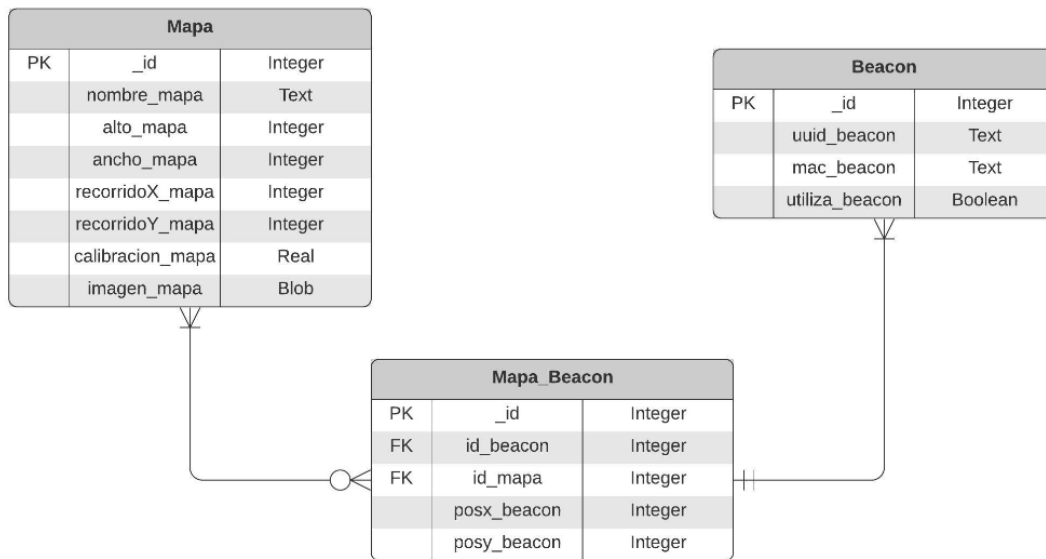 Mapa
PK _id Integer
nombre_mapa Text
alto_mapa Integer
ancho_mapa Integer
recorridoX_mapa Integer
recorridoY_mapa Integer
calibracion_mapa Real
imagen_mapa Blob
Beacon
PK _id Integer
uuid_beacon Text
mac_beacon Text
utiliza_beacon Boolean
Mapa_Beacon
PK _id Integer
FK id_beacon Integer
FK id_mapa Integer
posx_beacon Integer
posy_beacon Integer